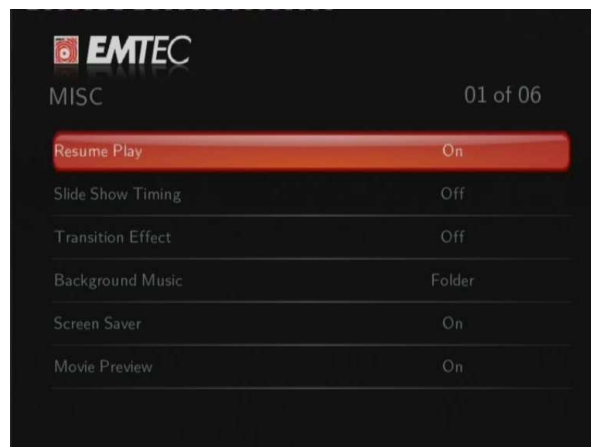 EMTEC
MISC 01 of 06
Resume Play On
Slide Show Timing Off
Transition Effect Off
Background Music Folder
Screen Saver On
Movie Preview On